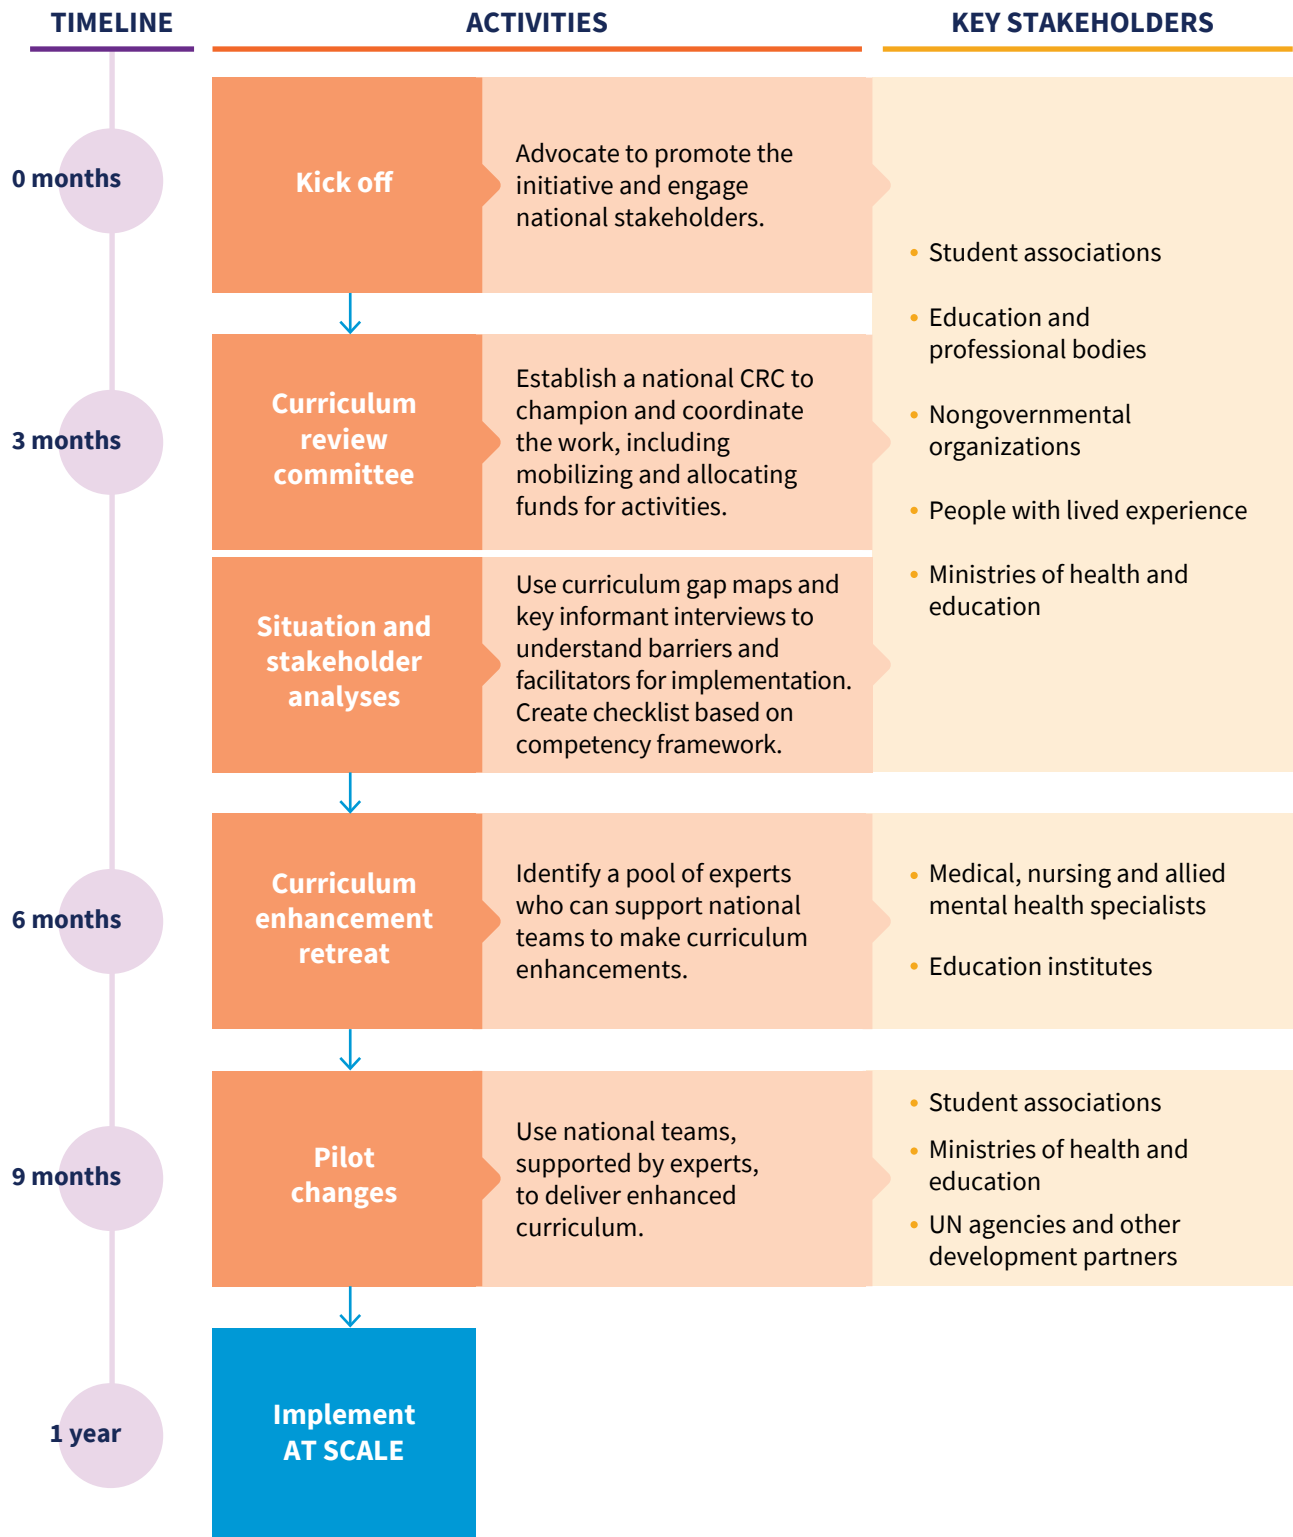 TIMELINE
ACTIVITIES
KEY STAKEHOLDERS
0 months
Kick off
Advocate to promote the
initiative and engage
national stakeholders.
3 months
Curriculum
review
committee
Establish a national CRC to
champion and coordinate
the work, including
mobilizing and allocating
funds for activities.
Situation and
stakeholder
analyses
Use curriculum gap maps and
key informant interviews to
understand barriers and
facilitators for implementation.
Create checklist based on
competency framework.
• Student associations
• Education and
professional bodies
• Nongovernmental
organizations
• People with lived experience
• Ministries of health and
education
6 months
Curriculum
enhancement
retreat
Identify a pool of experts
who can support national
teams to make curriculum
enhancements.
• Medical, nursing and allied
mental health specialists
• Education institutes
9 months
Pilot
changes
Use national teams,
supported by experts,
to deliver enhanced
curriculum.
• Student associations
• Ministries of health and
education
• UN agencies and other
development partners
1 year
Implement
AT SCALE